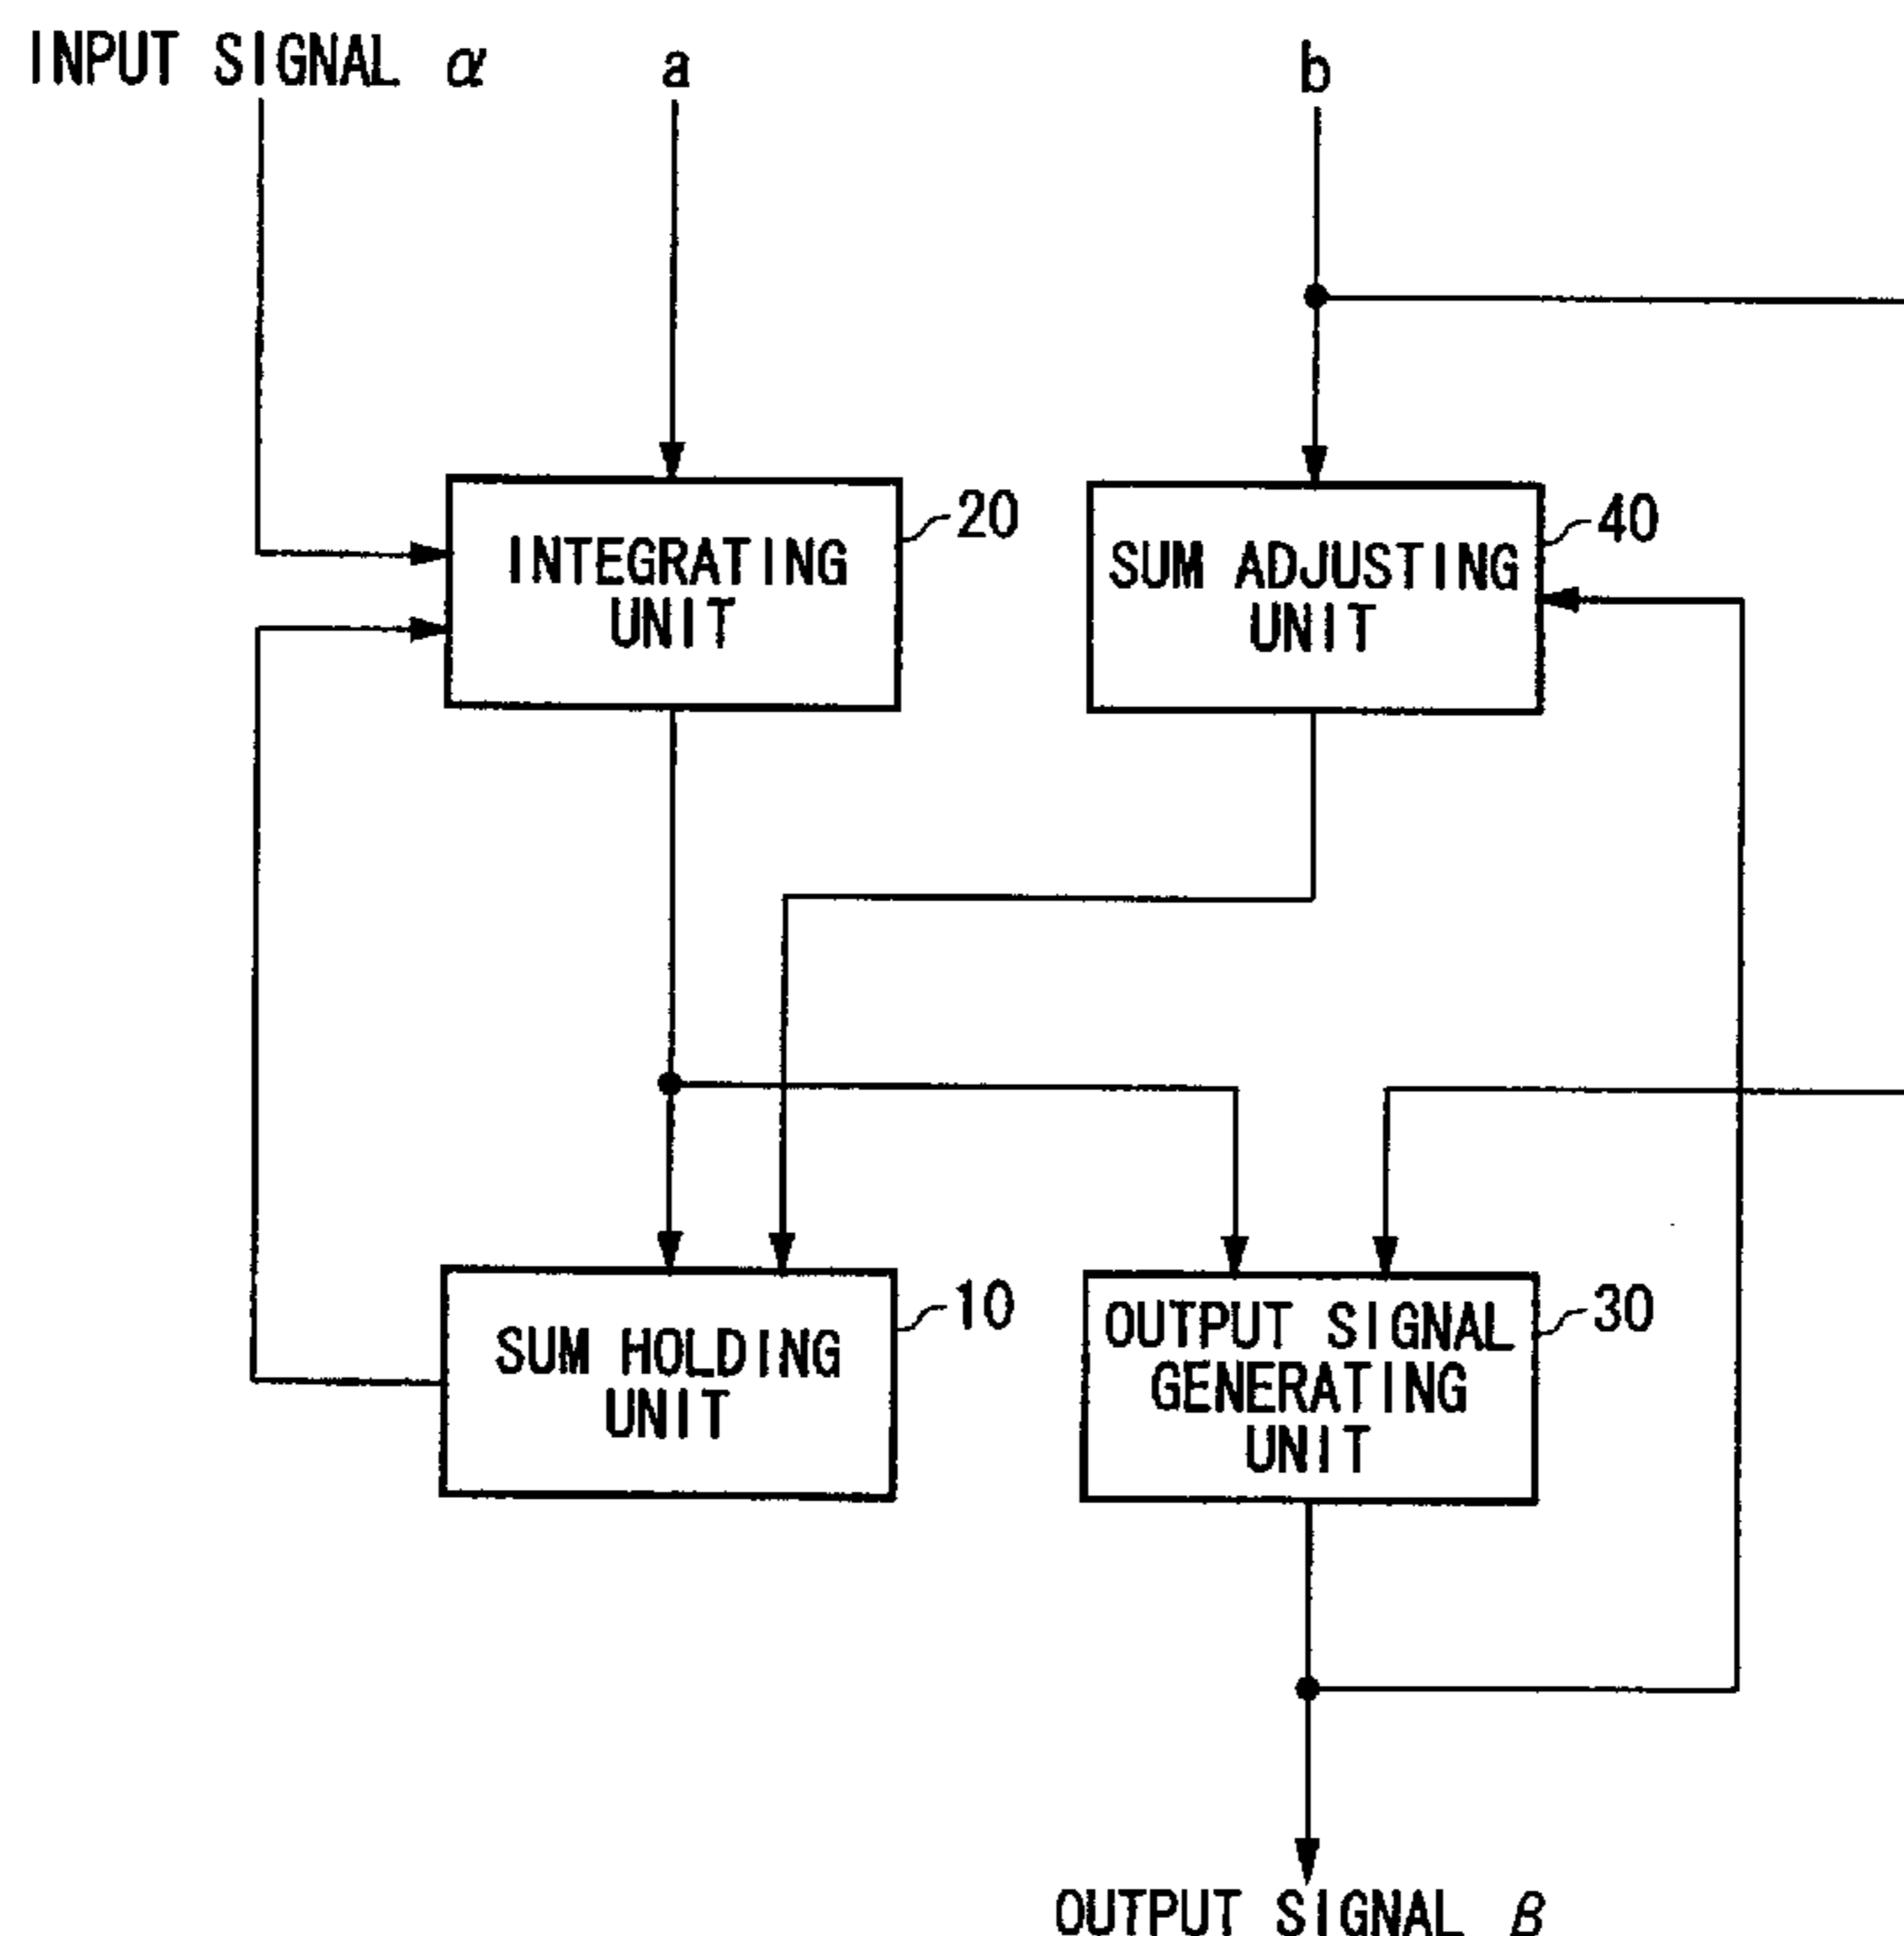 INPUT SIGNAL α
a
b
INTEGRATING
UNIT
20
SUM ADJUSTING
UNIT
40
SUM HOLDING
UNIT
10
OUTPUT SIGNAL
GENERATING
UNIT
30
OUTPUT SIGNAL β